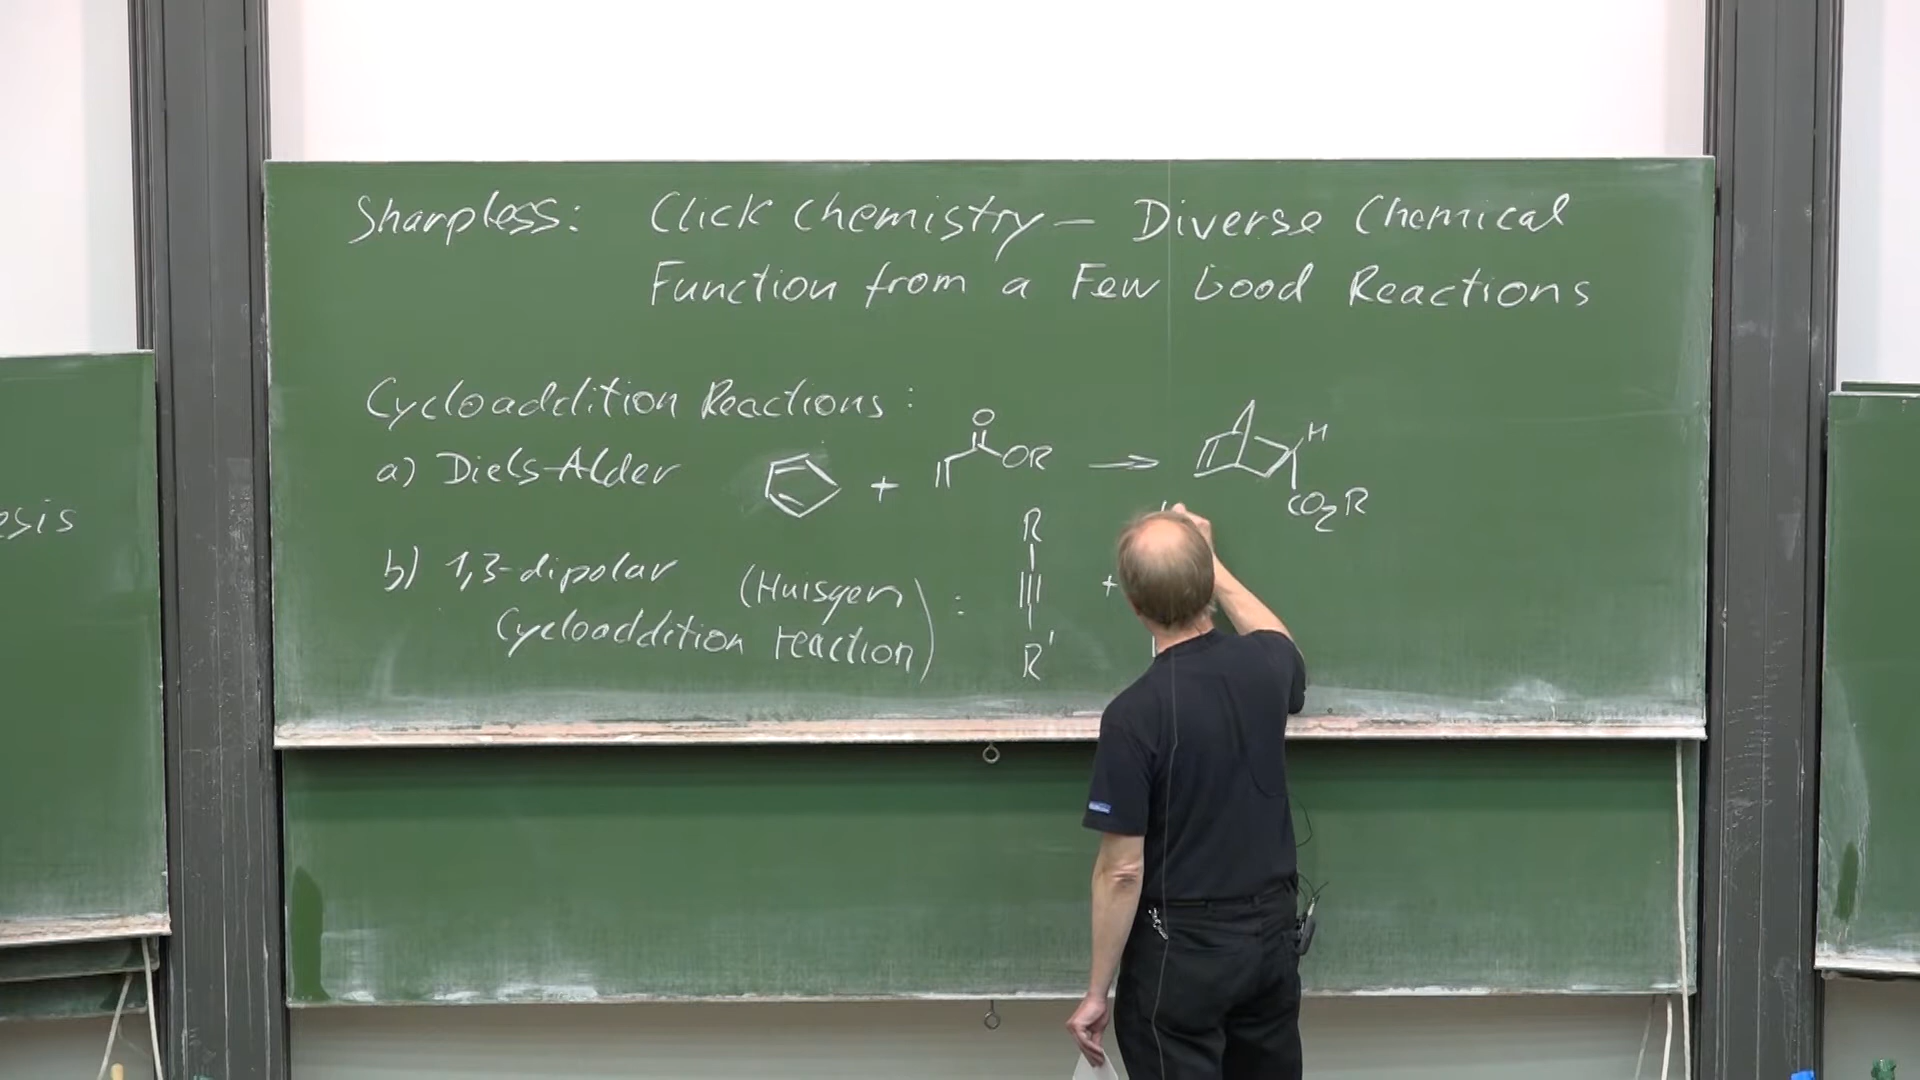 Sharpless: Click Chemistry – Diverse Chemical
Function from a Few Good Reactions
Cycloaddition Reactions:
a) Diels-Alder
+
O
OR
→
H
CO2R
b) 1,3-dipolar (Huisgen
Cycloaddition reaction) :
R
R'
+
esis